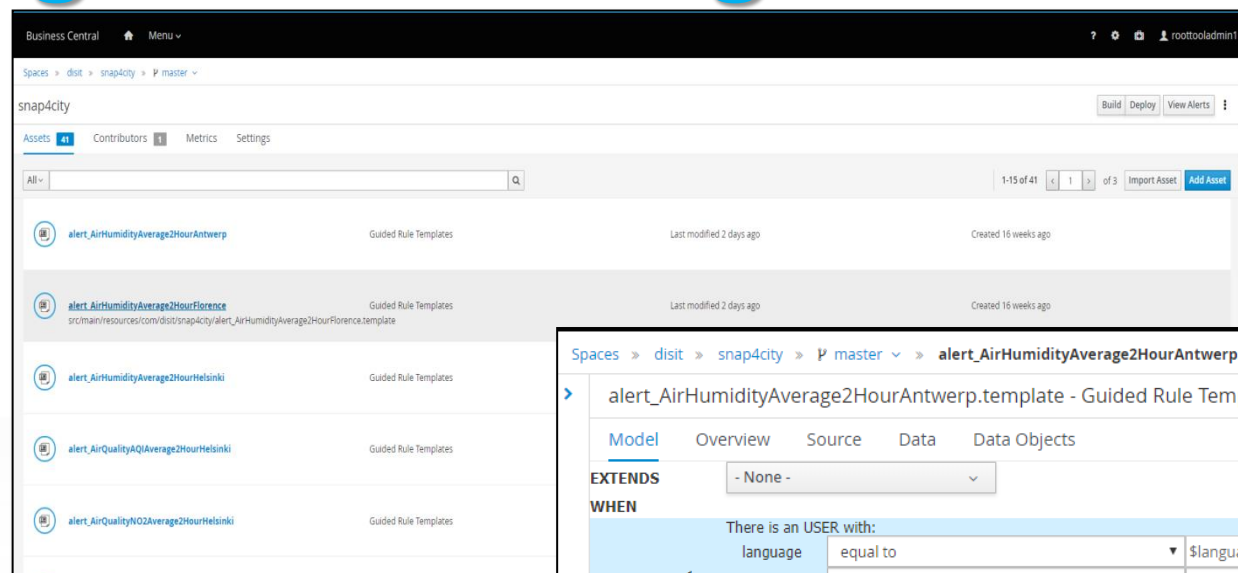 Business Central Menu ? roottooladmin1
Spaces » disit » snap4city » master
snap4city Build Deploy View Alerts
Assets 41 Contributors 1 Metrics Settings
All 1-15 of 41 < 1 > of 3 Import Asset Add Asset
alert_AirHumidityAverage2HourAntwerp Guided Rule Templates Last modified 2 days ago Created 16 weeks ago
alert_AirHumidityAverage2HourFlorence Guided Rule Templates Last modified 2 days ago Created 16 weeks ago
src/main/resources/com/disit/snap4city/alert_AirHumidityAverage2HourFlorence.template
alert_AirHumidityAverage2HourHelsinki Guided Rule Templates
alert_AirQualityAQIAverage2HourHelsinki Guided Rule Templates
alert_AirQualityNO2Average2HourHelsinki Guided Rule Templates
Spaces » disit » snap4city » master » alert_AirHumidityAverage2HourAntwerp
alert_AirHumidityAverage2HourAntwerp.template - Guided Rule Tem
Model Overview Source Data Data Objects
EXTENDS - None -
WHEN
There is an USER with:
language equal to $langua